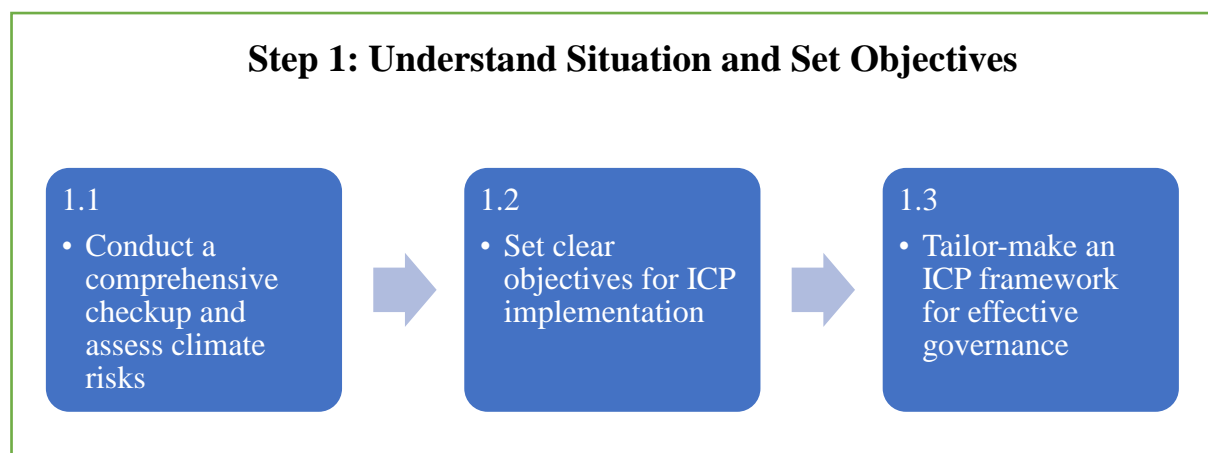 Step 1: Understand Situation and Set Objectives
1.1
• Conduct a
comprehensive
checkup and
assess climate
risks
1.2
• Set clear
objectives for ICP
implementation
1.3
• Tailor-make an
ICP framework
for effective
governance